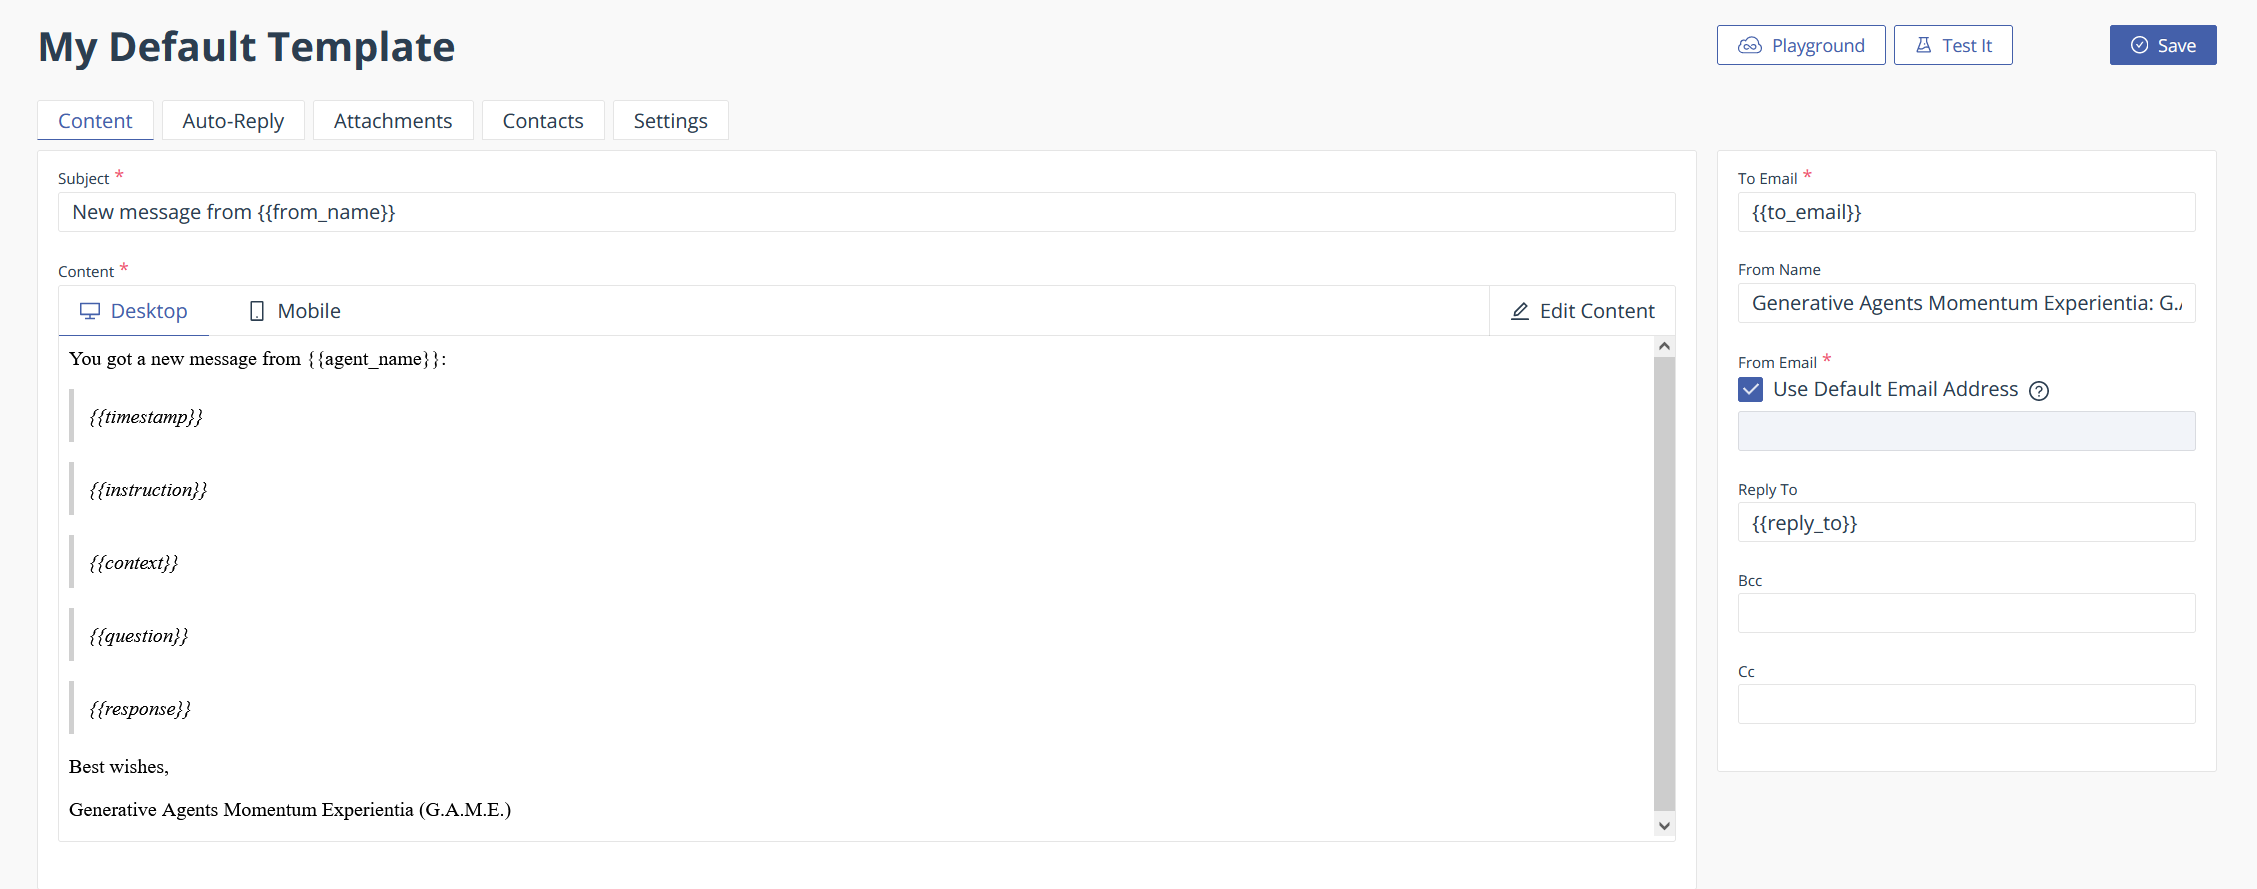 My Default Template
Playground
Test It
Save
Content
Auto-Reply
Attachments
Contacts
Settings
Subject *
New message from {{from_name}}
Content *
Desktop
Mobile
Edit Content
You got a new message from {{agent_name}}:
{{timestamp}}
{{instruction}}
{{context}}
{{question}}
{{response}}
Best wishes,
Generative Agents Momentum Experientia (G.A.M.E.)
To Email *
{{to_email}}
From Name
Generative Agents Momentum Experientia: G.
From Email *
Use Default Email Address
Reply To
{{reply_to}}
Bcc
Cc